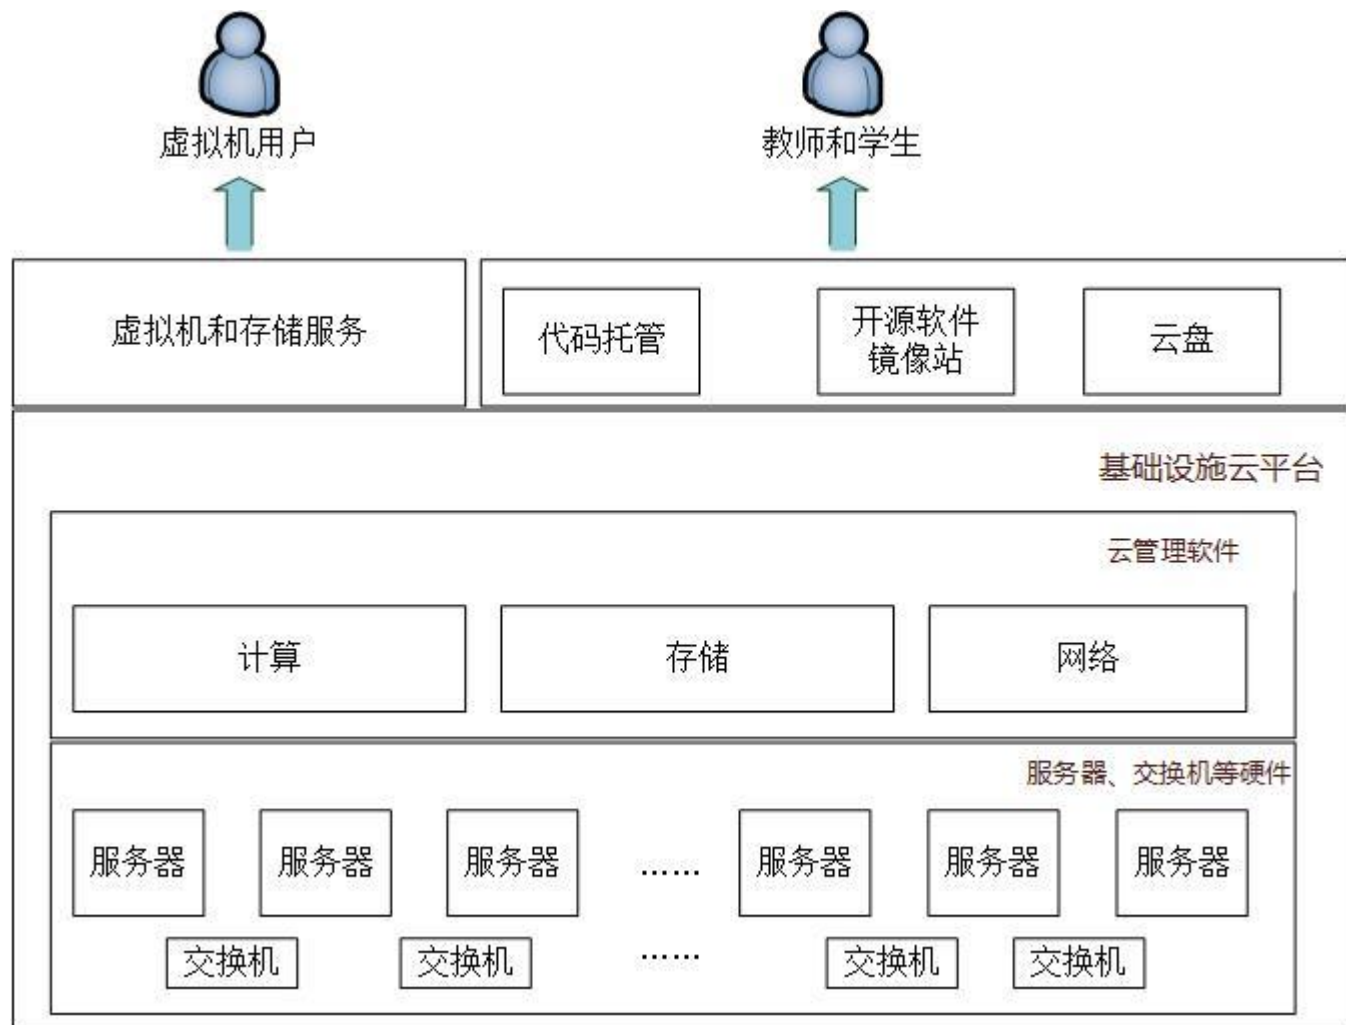 虚拟机用户
教师和学生
虚拟机和存储服务
代码托管
开源软件
镜像站
云盘
基础设施云平台
云管理软件
计算
存储
网络
服务器、交换机等硬件
服务器
服务器
服务器
……
服务器
服务器
服务器
交换机
交换机
……
交换机
交换机